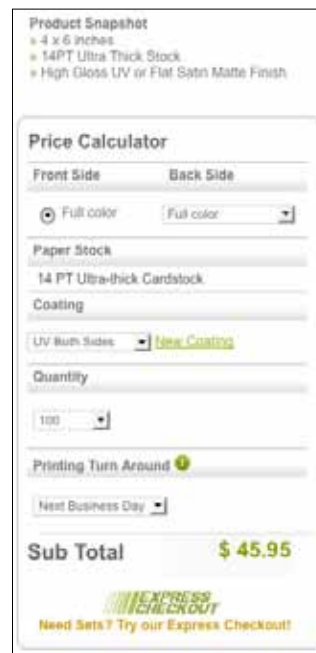 Product Snapshot
» 4 x 6 inches
» 14PT Ultra Thick Stock
» High Gloss UV or Flat Satin Matte Finish
Price Calculator
Front Side Back Side
Full color Full color
Paper Stock
14 PT Ultra-thick Cardstock
Coating
UV Both Sides New Coating
Quantity
100
Printing Turn Around
Next Business Day
Sub Total $ 45.95
EXPRESS
CHECKOUT
Need Sets? Try our Express Checkout!